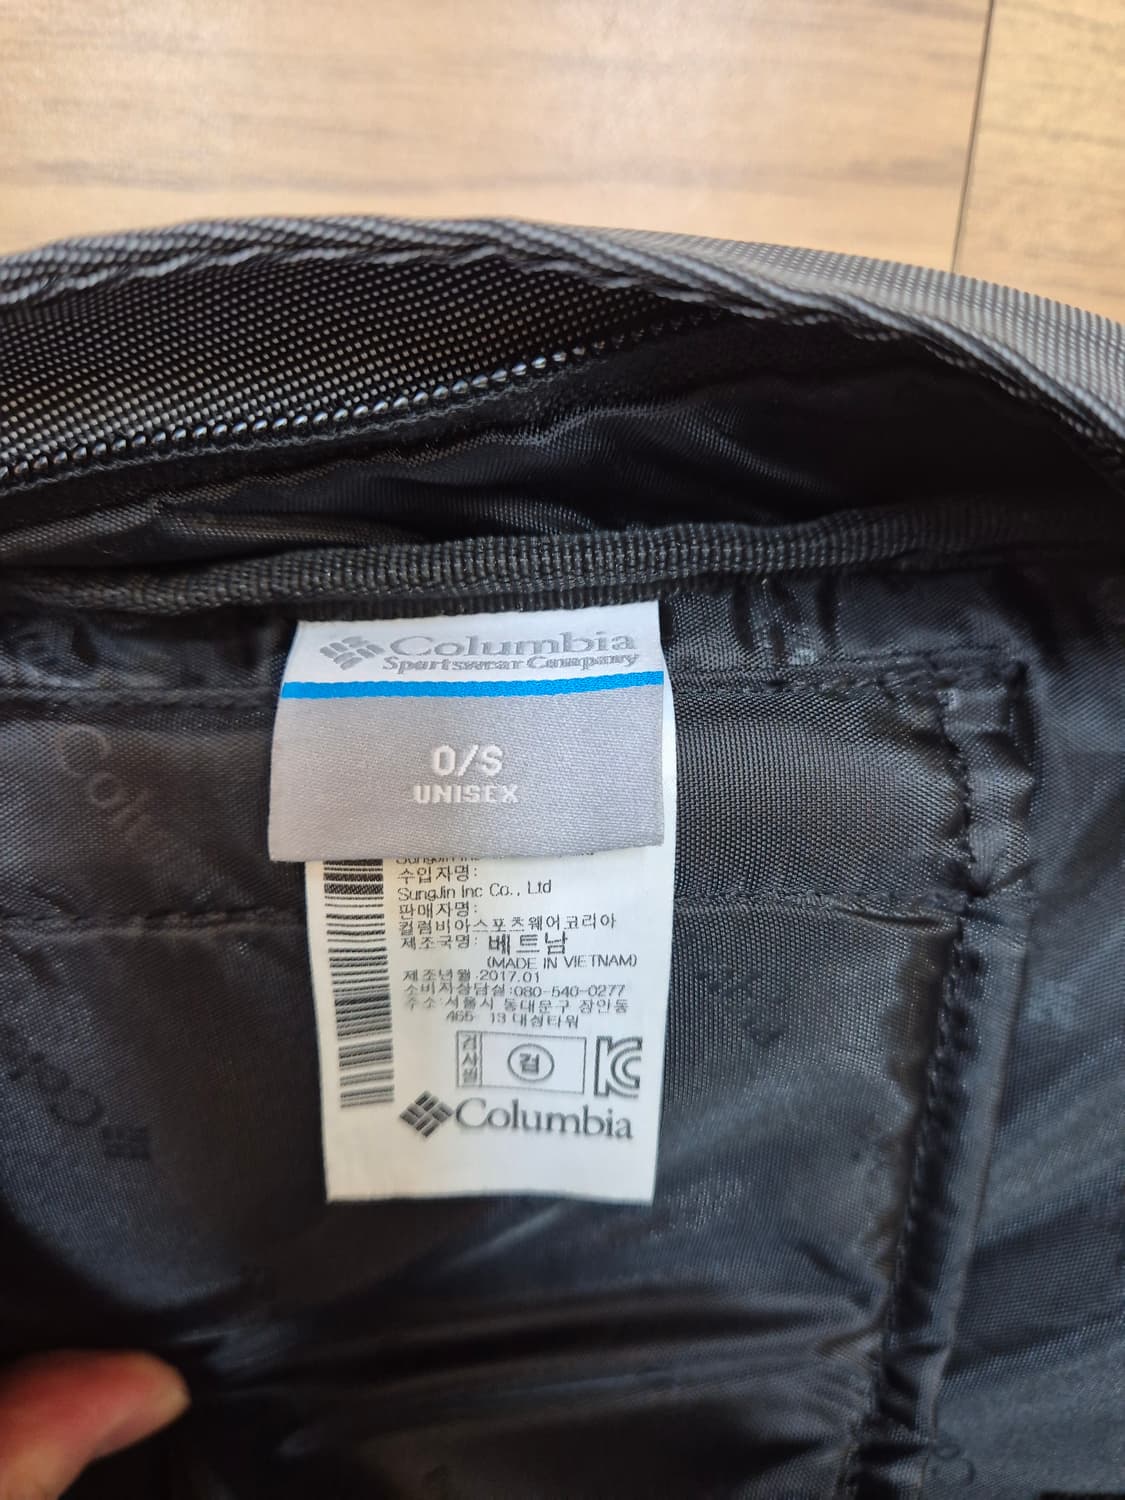 Columbia
Sportswear Company
O/S
UNISEX
수입자명:
SungJin Inc Co., Ltd
판매자명:
컬럼비아스포츠웨어코리아
제조국명: 베트남
(MADE IN VIETNAM)
제조년월:2017.01
소비자상담실:080-540-0277
주소:서울시 동대문구 장안동
465-13 대성타워
검사필 검
KC
Columbia